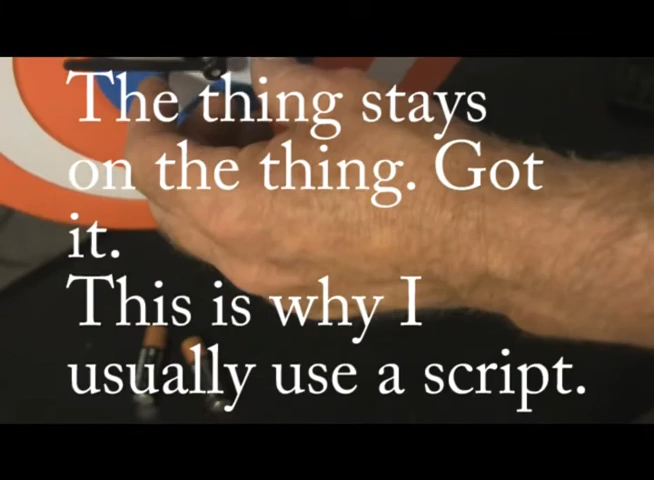 The thing stays
on the thing. Got
it.
This is why I
usually use a script.